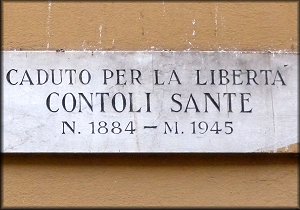 CADUTO PER LA LIBERTÀ
CONTOLI SANTE
N. 1884 — M. 1945